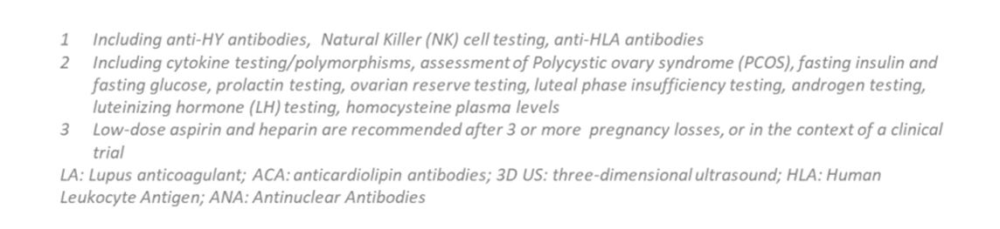 1 Including anti-HY antibodies, Natural Killer (NK) cell testing, anti-HLA antibodies
2 Including cytokine testing/polymorphisms, assessment of Polycystic ovary syndrome (PCOS), fasting insulin and
fasting glucose, prolactin testing, ovarian reserve testing, luteal phase insufficiency testing, androgen testing,
luteinizing hormone (LH) testing, homocysteine plasma levels
3 Low-dose aspirin and heparin are recommended after 3 or more pregnancy losses, or in the context of a clinical
trial
LA: Lupus anticoagulant; ACA: anticardiolipin antibodies; 3D US: three-dimensional ultrasound; HLA: Human
Leukocyte Antigen; ANA: Antinuclear Antibodies